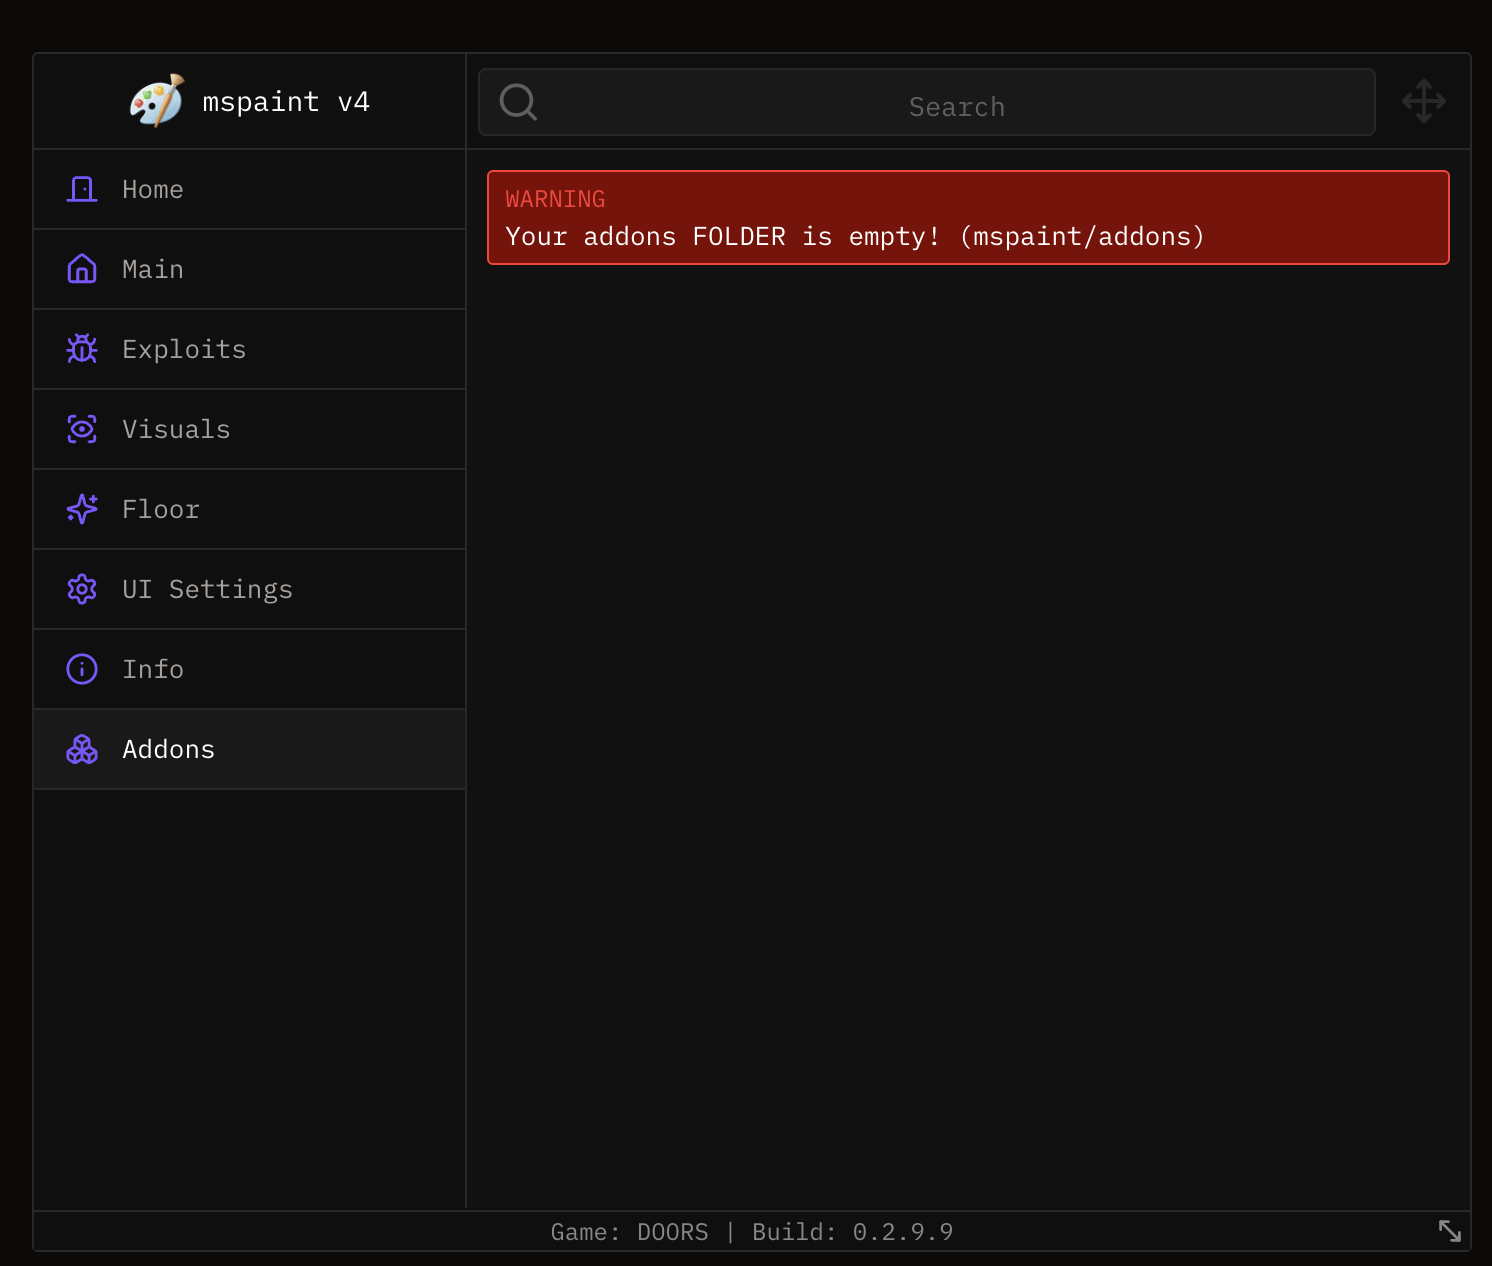 mspaint v4
Search
Home
Main
Exploits
Visuals
Floor
UI Settings
Info
Addons
WARNING
Your addons FOLDER is empty! (mspaint/addons)
Game: DOORS | Build: 0.2.9.9